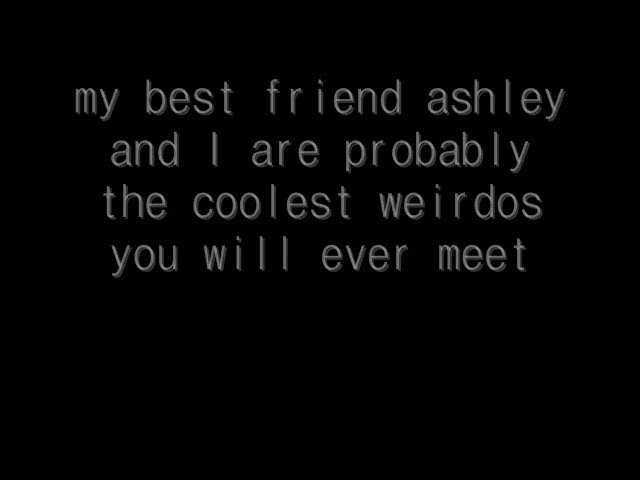 my best friend ashley
and I are probably
the coolest weirdos
you will ever meet